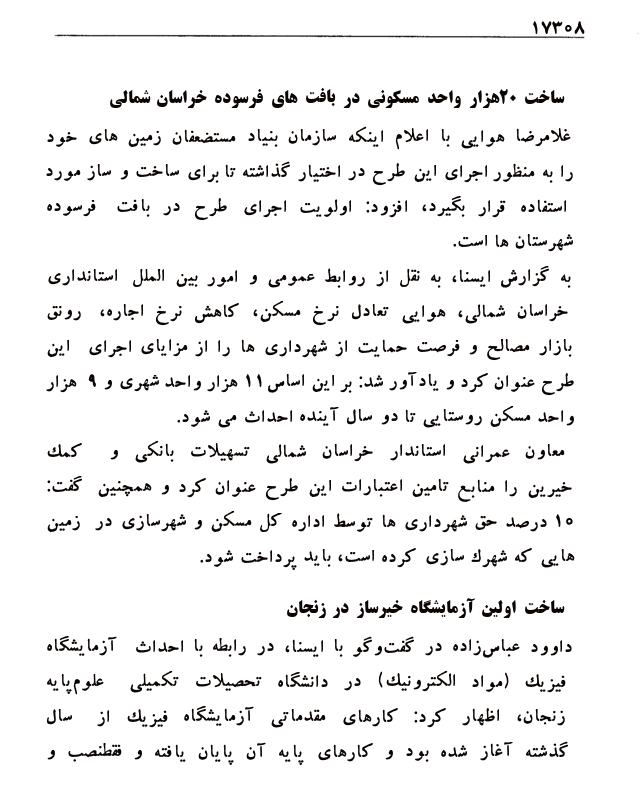 ۱۷۳۰۸
ساخت ۲۰هزار واحد مسکونی در بافت های فرسوده خراسان شمالی
غلامرضا هوایی با اعلام اینکه سازمان بنیاد مستضعفان زمین های خود
را به منظور اجرای این طرح در اختیار گذاشته تا برای ساخت و ساز مورد
استفاده قرار بگیرد، افزود: اولویت اجرای طرح در بافت فرسوده
شهرستان ها است.
به گزارش ایسنا، به نقل از روابط عمومی و امور بین الملل استانداری
خراسان شمالی، هوایی تعادل نرخ مسکن، کاهش نرخ اجاره، رونق
بازار مصالح و فرصت حمایت از شهرداری ها را از مزایای اجرای این
طرح عنوان کرد و یادآور شد: بر این اساس ۱۱ هزار واحد شهری و ۹ هزار
واحد مسکن روستایی تا دو سال آینده احداث می شود.
معاون عمرانی استاندار خراسان شمالی تسهیلات بانکی و کمك
خیرین را منابع تامین اعتبارات این طرح عنوان کرد و همچنین گفت:
۱۰ درصد حق شهرداری ها توسط اداره کل مسکن و شهرسازی در زمین
هایی که شهرك سازی کرده است، باید پرداخت شود.
ساخت اولین آزمایشگاه خیرساز در زنجان
داوود عباس‌زاده در گفت‌وگو با ایسنا، در رابطه با احداث آزمایشگاه
فیزیك (مواد الکترونیك) در دانشگاه تحصیلات تکمیلی علوم‌پایه
زنجان، اظهار کرد: کارهای مقدماتی آزمایشگاه فیزیك از سال
گذشته آغاز شده بود و کارهای پایه آن پایان یافته و فقطنصب و